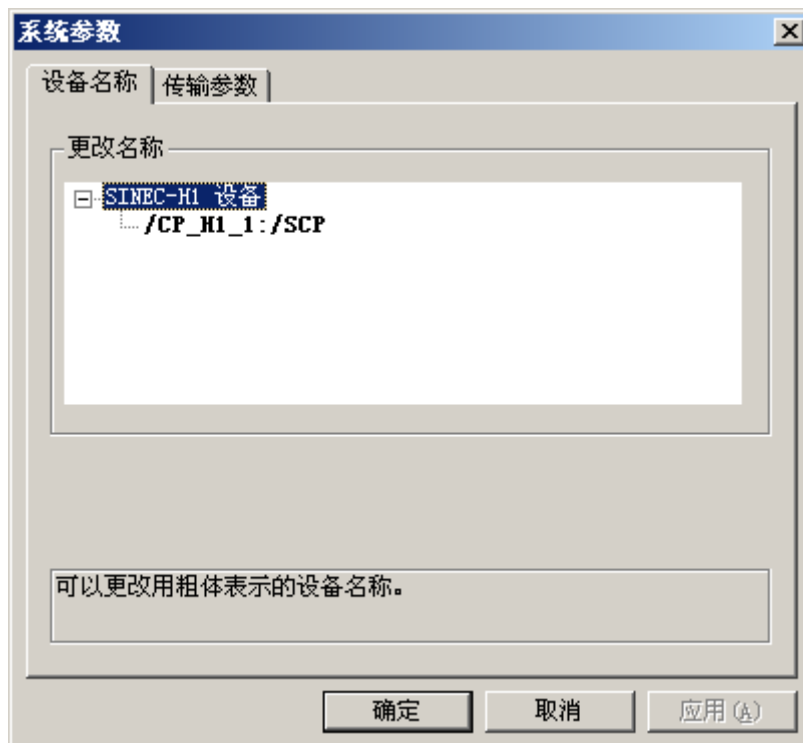 系统参数
设备名称 传输参数
更改名称
SINEC-H1 设备
/CP_H1_1:/SCP
可以更改用粗体表示的设备名称。
确定 取消 应用(A)